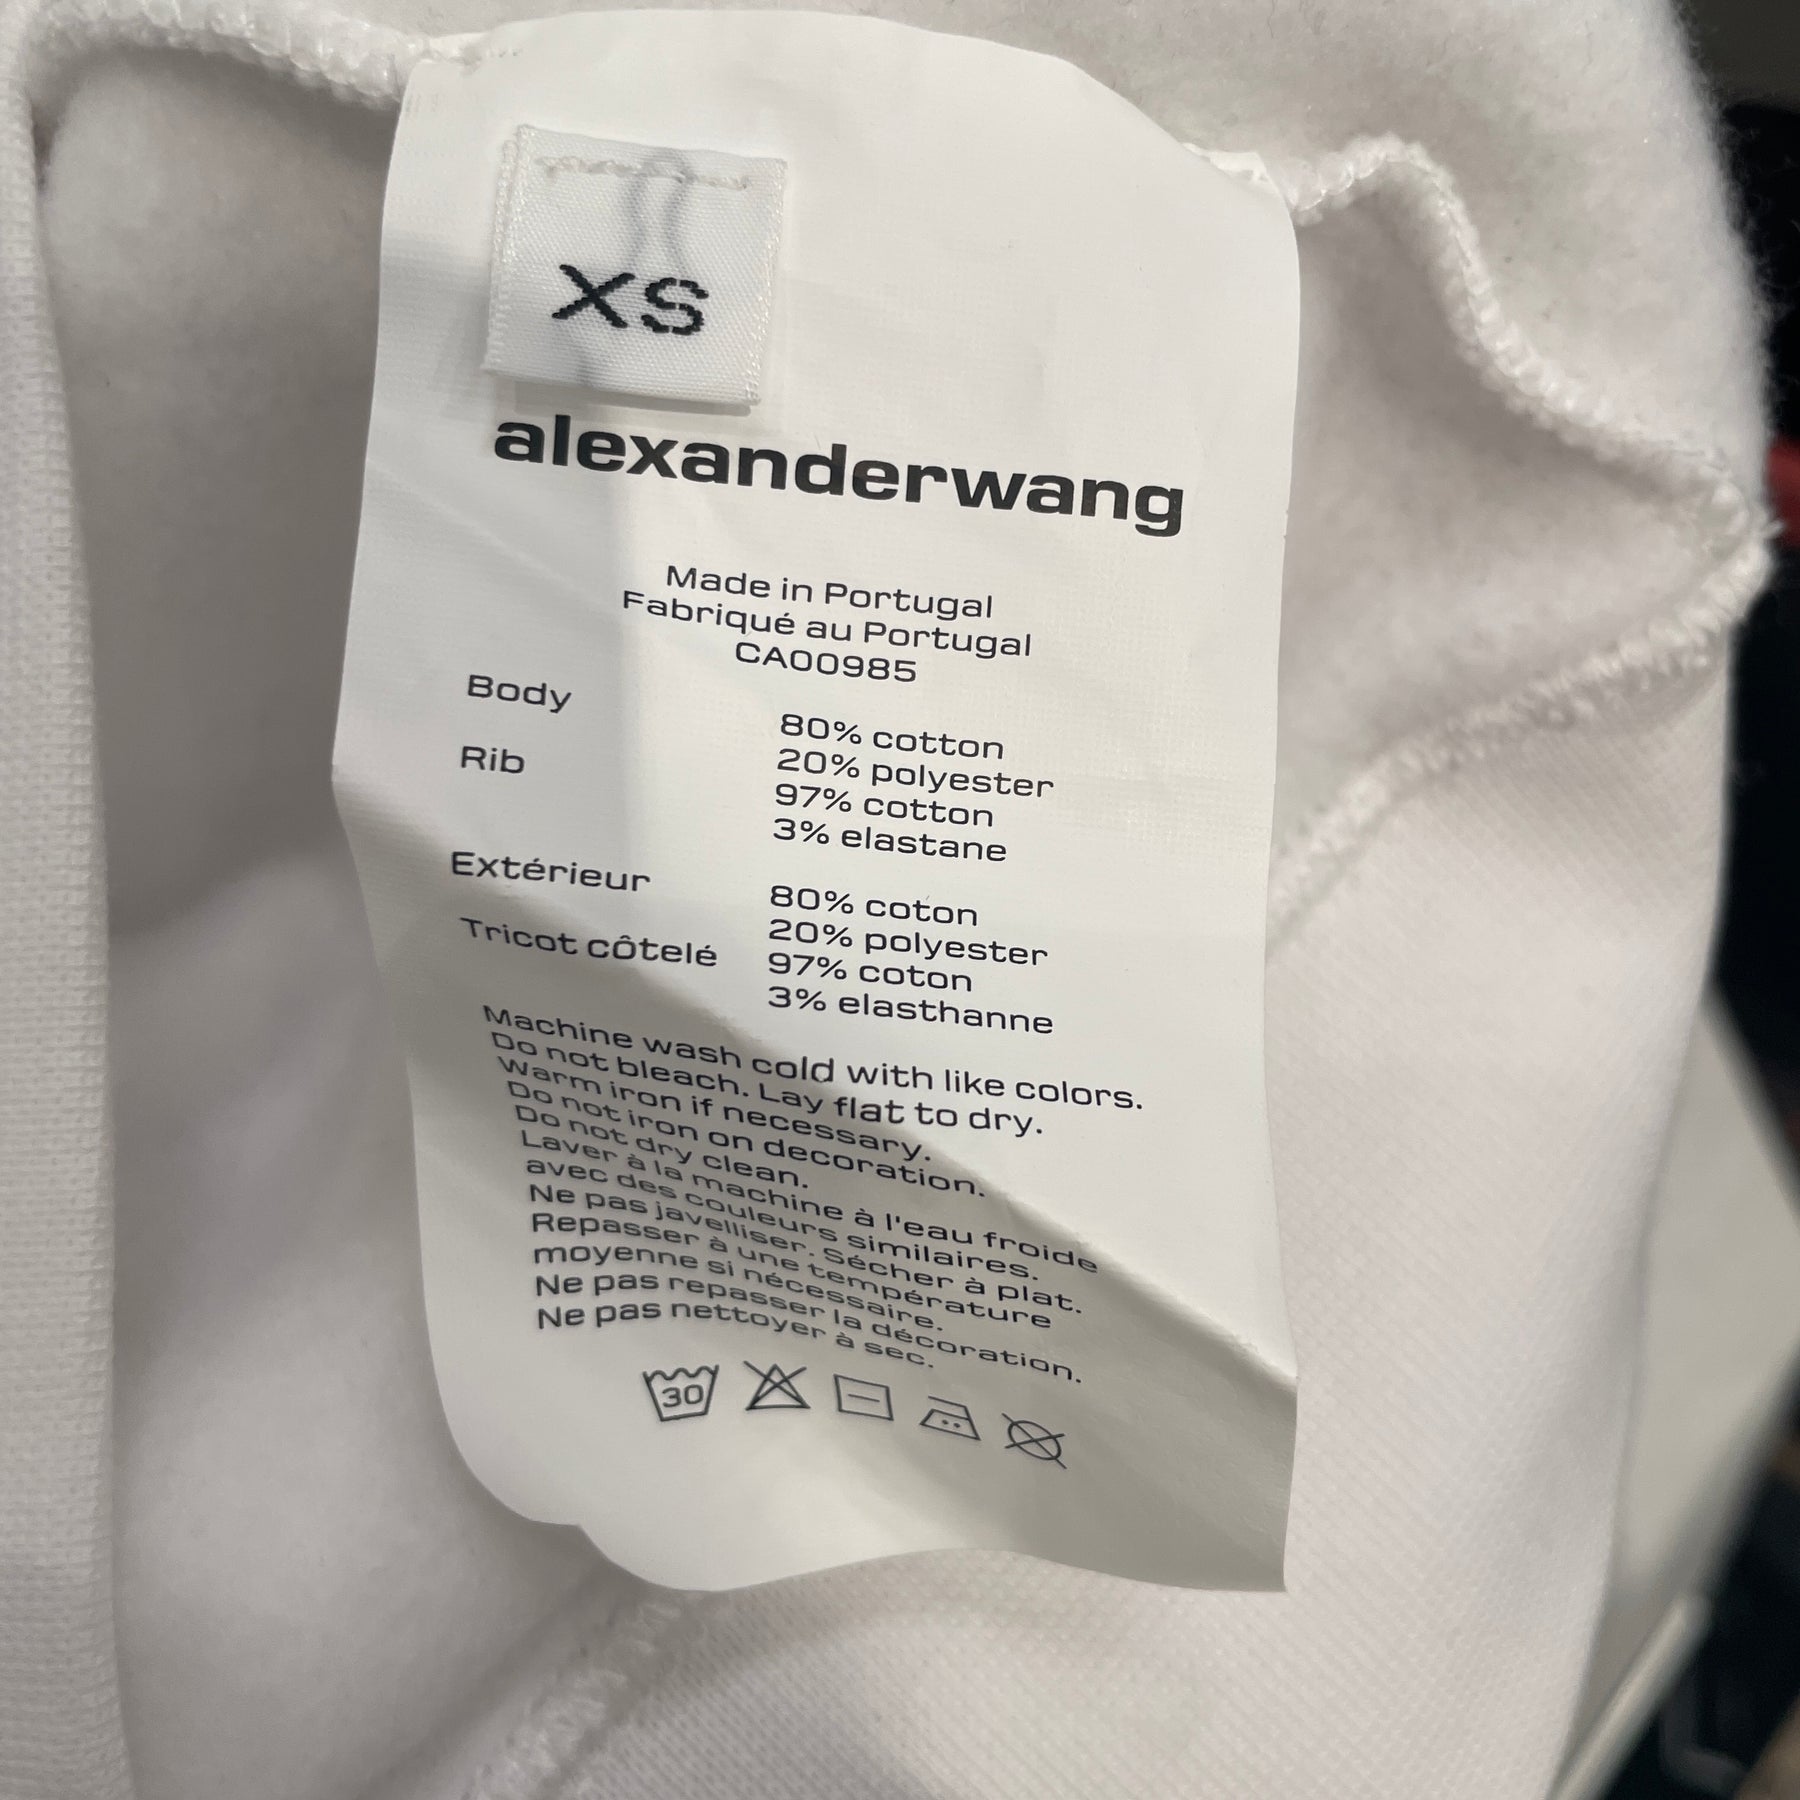 XS
alexanderwang
Made in Portugal
Fabriqué au Portugal
CA00985
Body
80% cotton
20% polyester
Rib
97% cotton
3% elastane
Extérieur
80% coton
20% polyester
Tricot côtelé
97% coton
3% elasthanne
Machine wash cold with like colors.
Do not bleach. Lay flat to dry.
Warm iron if necessary.
Do not iron on decoration.
Do not dry clean.
Laver à la machine à l'eau froide
avec des couleurs similaires.
Ne pas javelliser. Sécher à plat.
Repasser à une température
moyenne si nécessaire.
Ne pas repasser la décoration.
Ne pas nettoyer à sec.
30